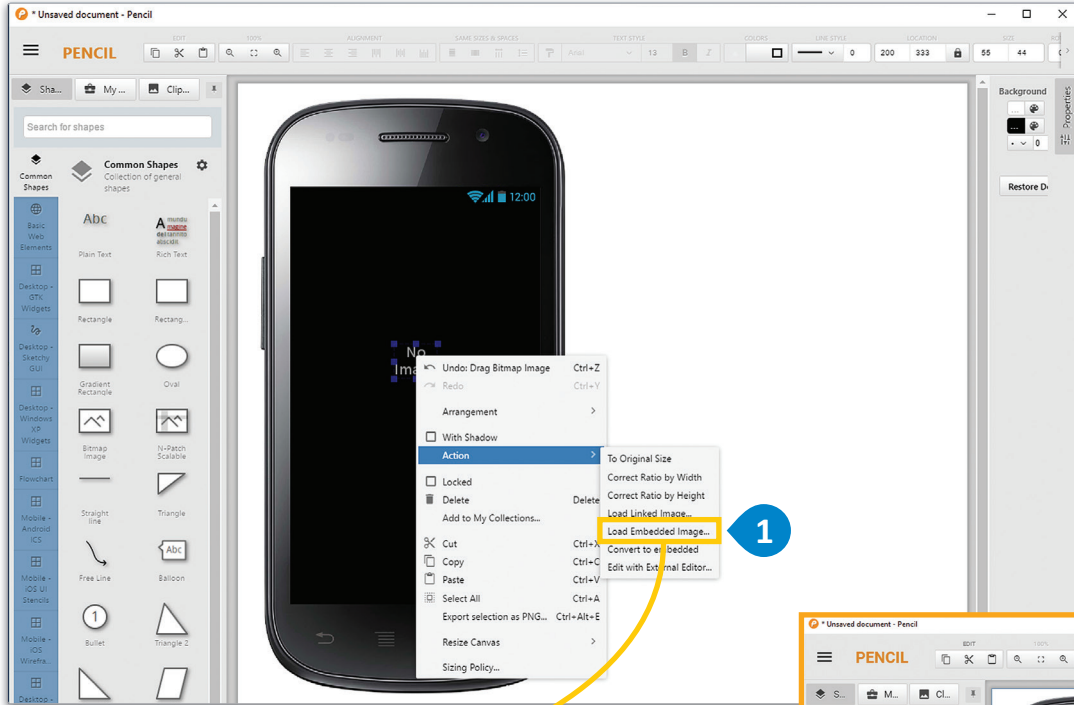 * Unsaved document - Pencil
EDIT
100%
ALIGNMENT
SAME SIZES & SPACES
TEXT STYLE
COLORS
LINE STYLE
LOCATION
SIZE
PENCIL
Arial
13
B
I
0
200
333
55
44
Sha...
My ...
Clip...
Search for shapes
Common Shapes
Common Shapes
Collection of general shapes
Basic Web Elements
Desktop - GTK Widgets
Desktop - Sketchy GUI
Desktop - Windows XP Widgets
Flowchart
Mobile - Android ICS
Mobile - iOS UI Stencils
Mobile - iOS Wirefra...
Desktop -
Abc
Plain Text
Rich Text
Rectangle
Rectang...
Gradient Rectangle
Oval
Bitmap Image
N-Patch Scalable
Straight line
Triangle
Free Line
Abc
Balloon
1
Bullet
Triangle 2
12:00
No
Undo: Drag Bitmap Image Ctrl+Z
Redo Ctrl+Y
Arrangement
With Shadow
Action
Locked
Delete Delete
Add to My Collections...
Cut
Copy
Paste Ctrl+V
Select All Ctrl+A
Export selection as PNG... Ctrl+Alt+E
Resize Canvas
Sizing Policy...
To Original Size
Correct Ratio by Width
Correct Ratio by Height
Load Linked Image...
Load Embedded Image...
Convert to embedded
Edit with External Editor...
1
Background
...
...
0
Restore
Properties
* Unsaved document - Pencil
EDIT
100%
PENCIL
S...
M...
Cl...